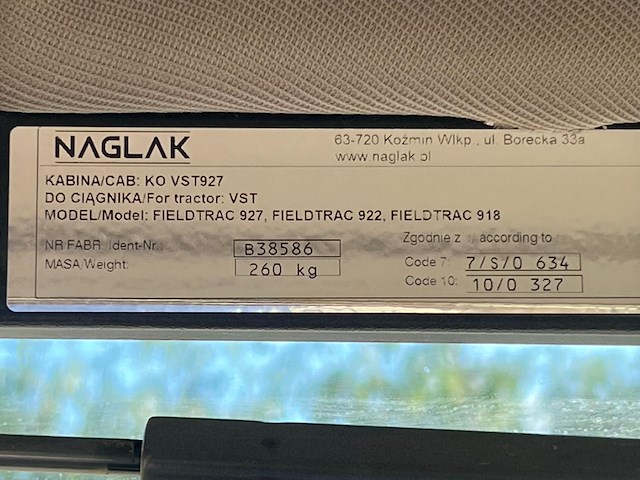 NAGLAK
63-720 Koźmin Wlkp., ul. Borecka 33a
www.naglak.pl
KABINA/CAB: KO VST927
DO CIĄGNIKA/For tractor: VST
MODEL/Model: FIELDTRAC 927, FIELDTRAC 922, FIELDTRAC 918
NR FABR./Ident-Nr.: B38586
MASA/Weight: 260 kg
Zgodnie z / according to
Code 7: 7/S/0 634
Code 10: 10/0 327